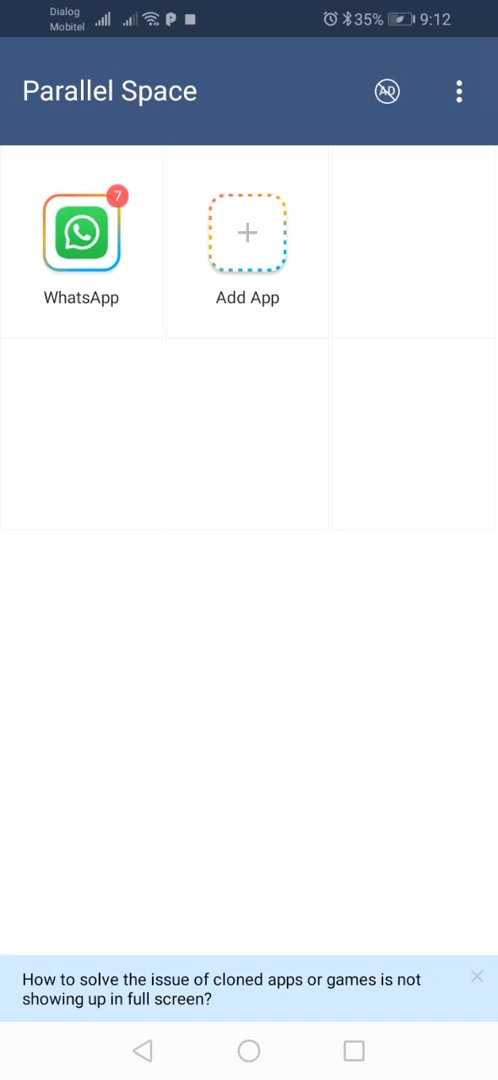 Dialog
Mobitel
35%
9:12
Parallel Space
AD
7
WhatsApp
Add App
How to solve the issue of cloned apps or games is not
showing up in full screen?